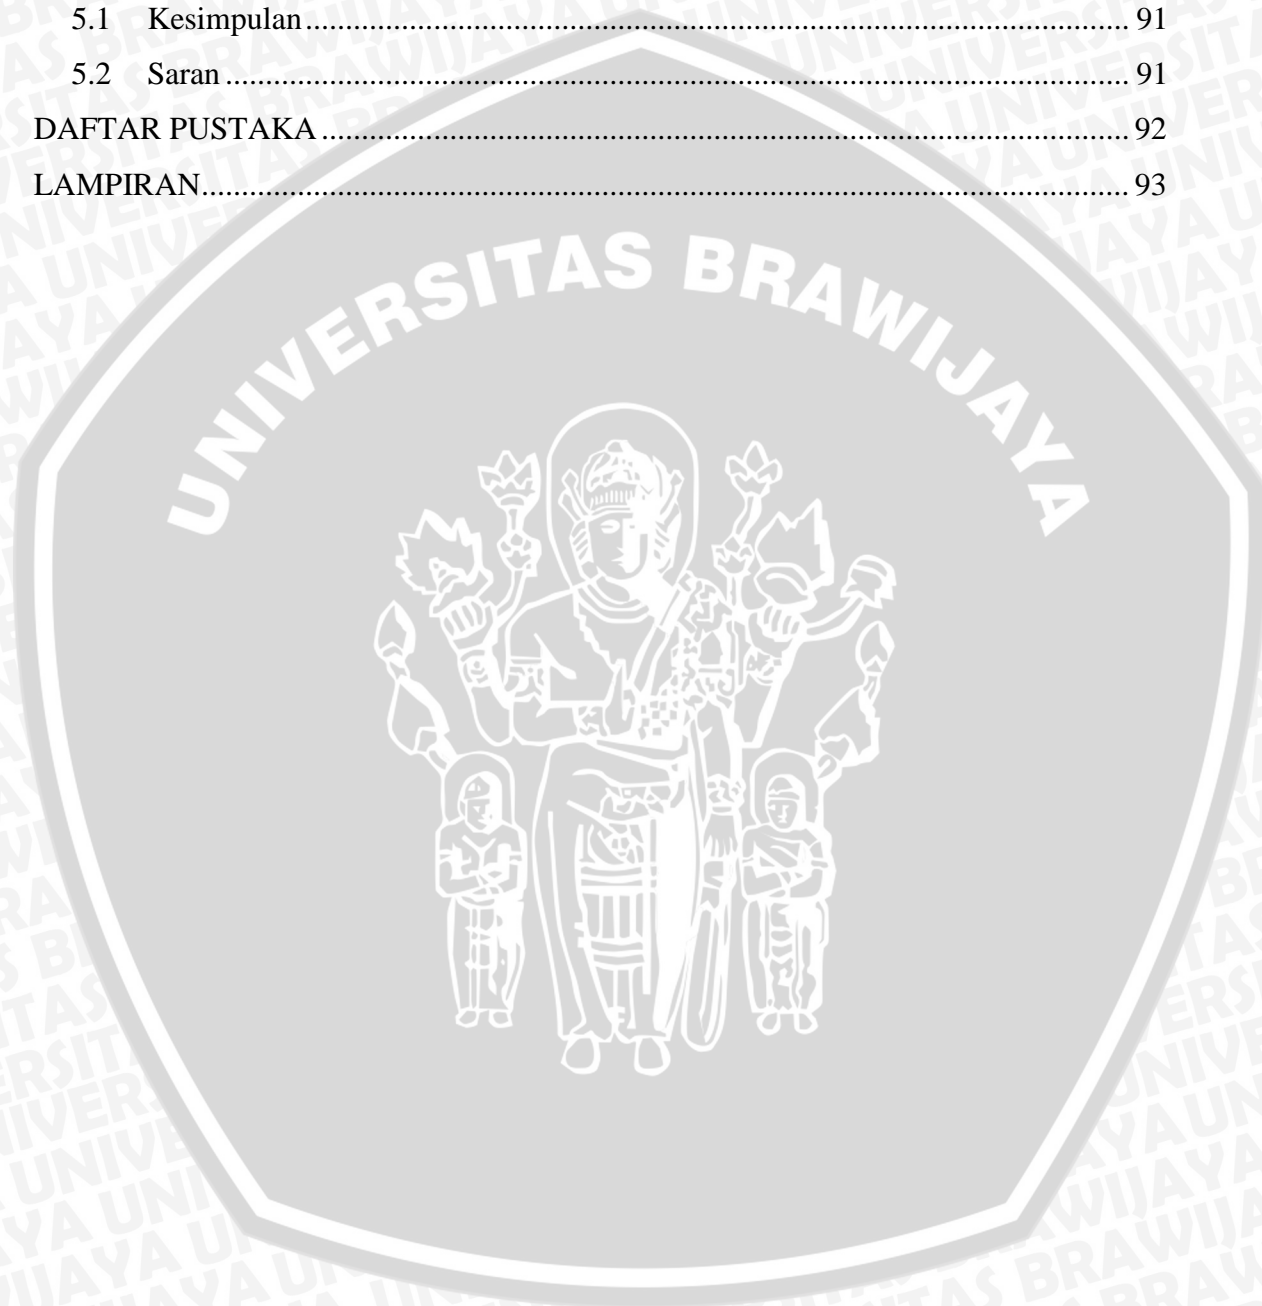 5.1 Kesimpulan........................................................................................................ 91
5.2 Saran .................................................................................................................. 91
DAFTAR PUSTAKA ...................................................................................................... 92
LAMPIRAN..................................................................................................................... 93
UNIVERSITAS BRAWIJAYA